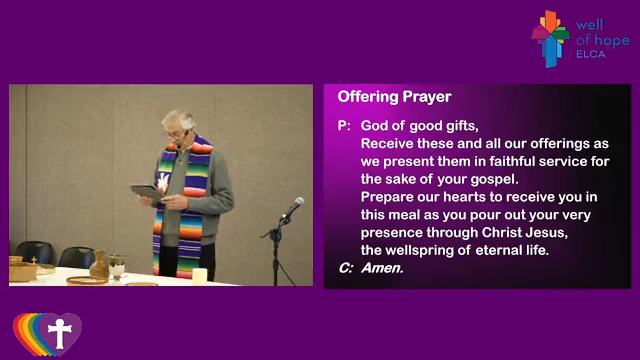 well
of hope
ELCA
Offering Prayer
P: God of good gifts,
Receive these and all our offerings as
we present them in faithful service for
the sake of your gospel.
Prepare our hearts to receive you in
this meal as you pour out your very
presence through Christ Jesus,
the wellspring of eternal life.
C: Amen.